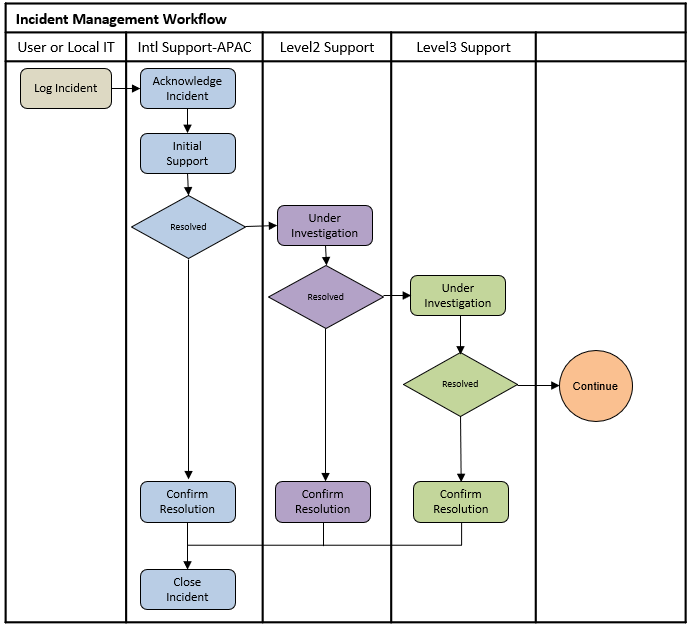 Incident Management Workflow
User or Local IT
Intl Support-APAC
Level2 Support
Level3 Support
Log Incident
Acknowledge
Incident
Initial
Support
Resolved
Under
Investigation
Resolved
Under
Investigation
Resolved
Continue
Confirm
Resolution
Confirm
Resolution
Confirm
Resolution
Close
Incident